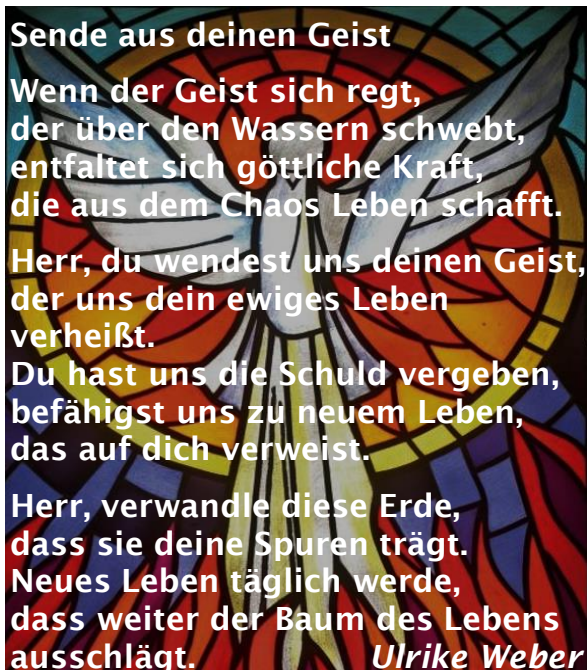 Sende aus deinen Geist
Wenn der Geist sich regt,
der über den Wassern schwebt,
entfaltet sich göttliche Kraft,
die aus dem Chaos Leben schafft.
Herr, du wendest uns deinen Geist,
der uns dein ewiges Leben
verheißt.
Du hast uns die Schuld vergeben,
befähigst uns zu neuem Leben,
das auf dich verweist.
Herr, verwandle diese Erde,
dass sie deine Spuren trägt.
Neues Leben täglich werde,
dass weiter der Baum des Lebens
ausschlägt. Ulrike Weber